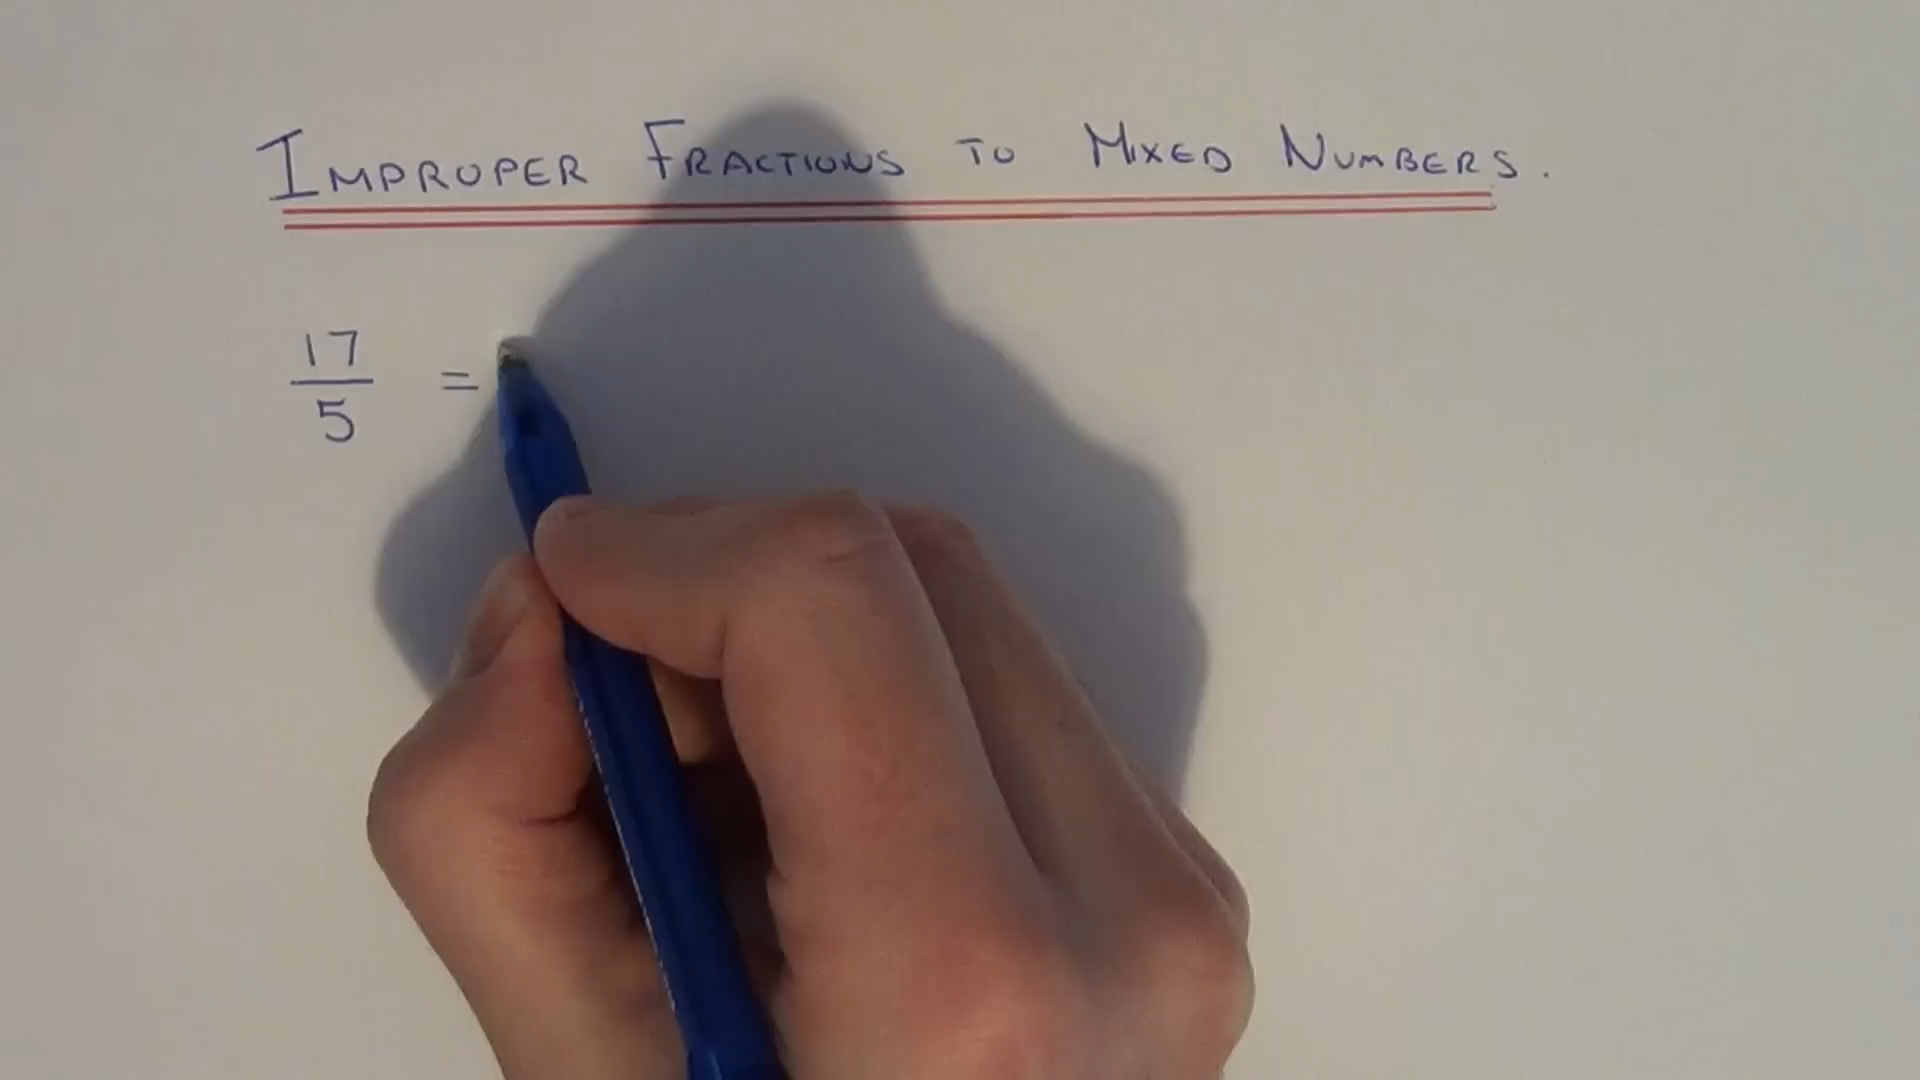 IMPROPER FRACTIONS TO MIXED NUMBERS.
17
5 =